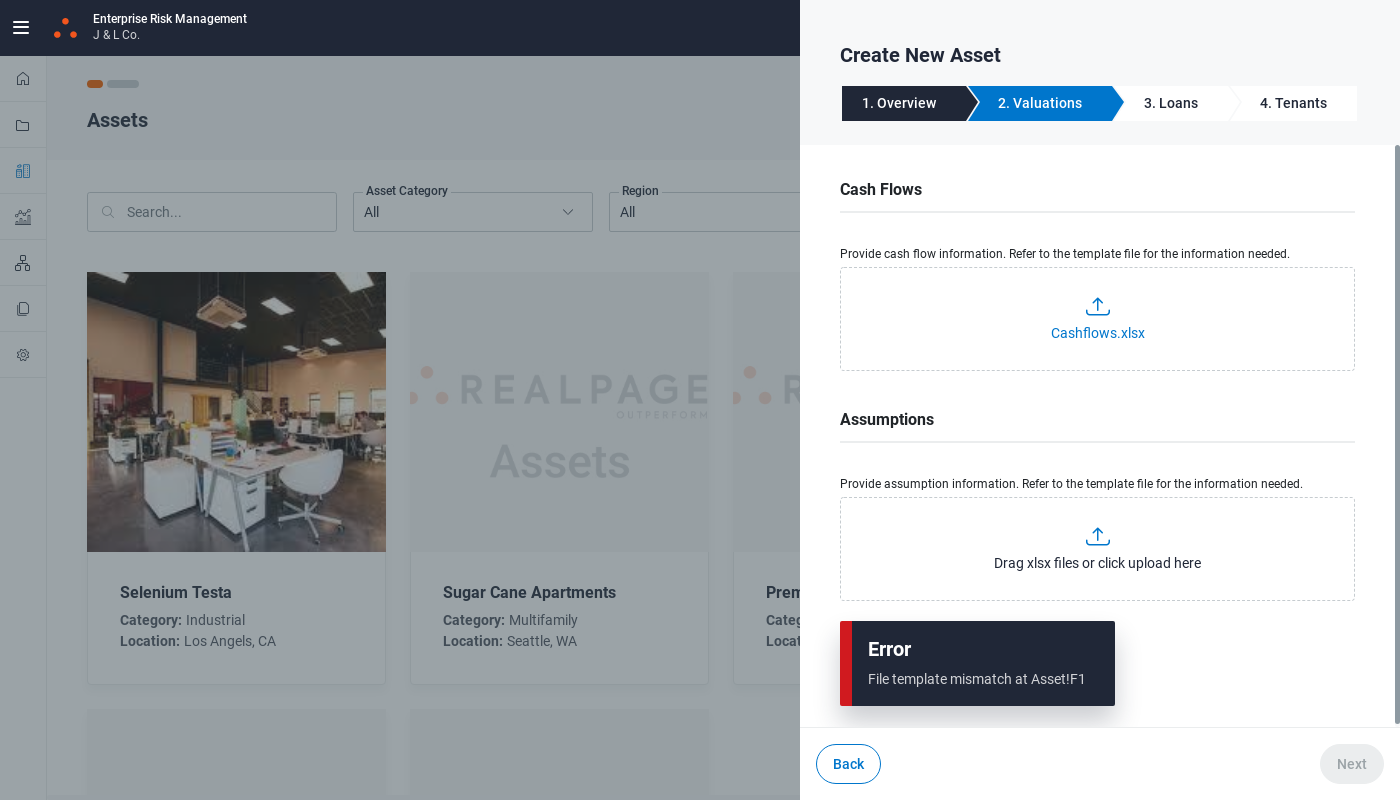 Enterprise Risk Management
J & L Co.
Assets
Search...
Asset Category
All
Region
All
REALPAGE
OUTPERFORM
Assets
Selenium Testa
Category: Industrial
Location: Los Angels, CA
Sugar Cane Apartments
Category: Multifamily
Location: Seattle, WA
Prem
Categ
Locat
Create New Asset
1. Overview
2. Valuations
3. Loans
4. Tenants
Cash Flows
Provide cash flow information. Refer to the template file for the information needed.
Cashflows.xlsx
Assumptions
Provide assumption information. Refer to the template file for the information needed.
Drag xlsx files or click upload here
Error
File template mismatch at Asset!F1
Back
Next